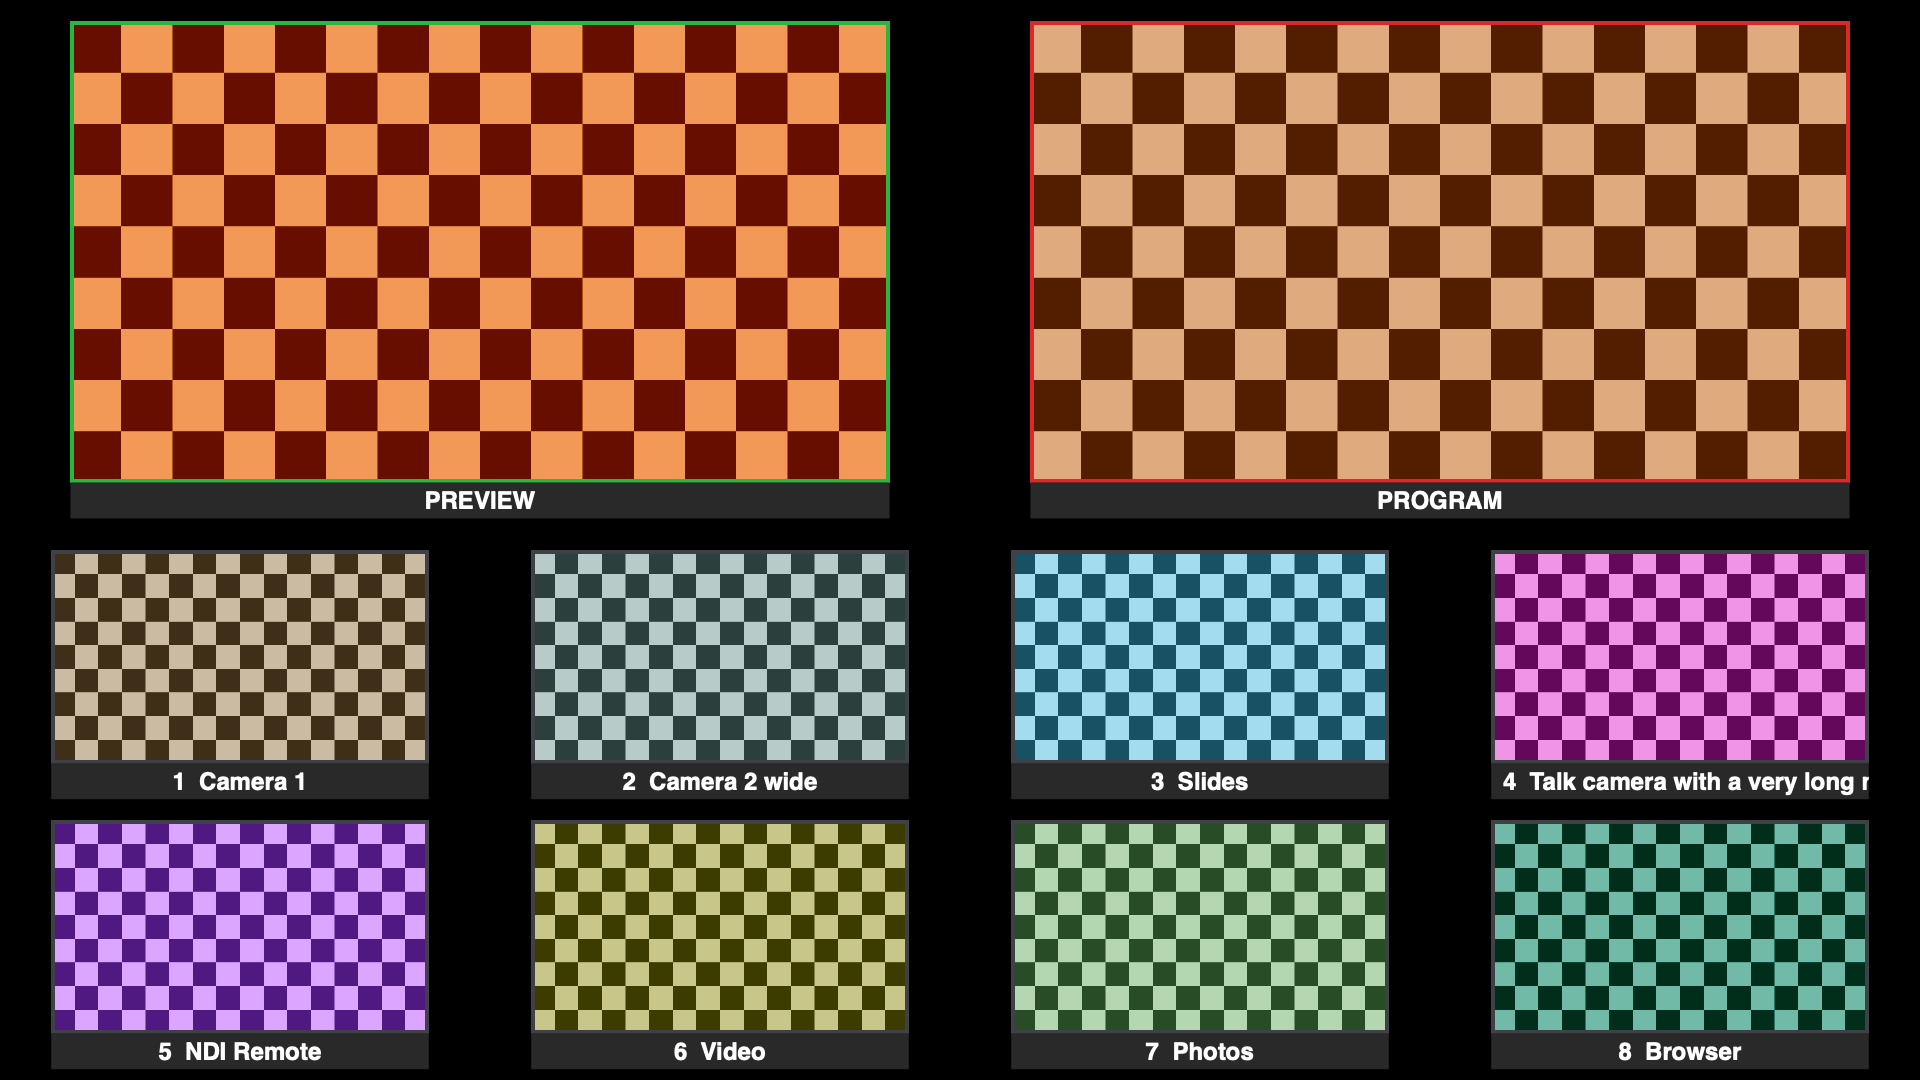 PREVIEW
PROGRAM
1 Camera 1
2 Camera 2 wide
3 Slides
4 Talk camera with a very long
5 NDI Remote
6 Video
7 Photos
8 Browser